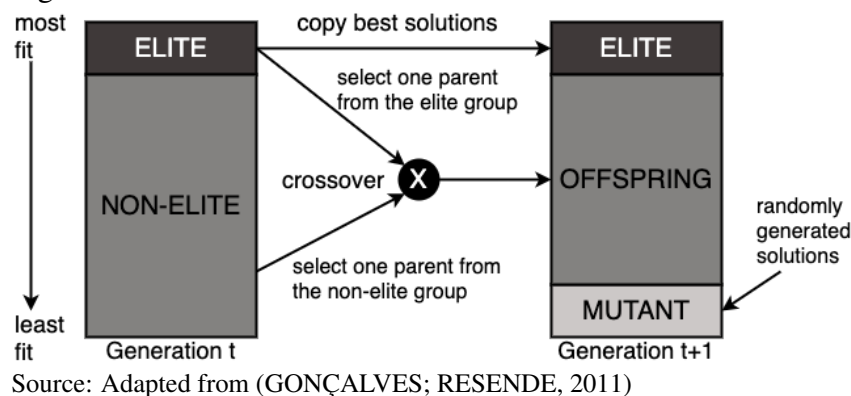 most
fit
ELITE
copy best solutions
ELITE
select one parent
from the elite group
NON-ELITE
crossover
X
OFFSPRING
select one parent from
the non-elite group
randomly
generated
solutions
MUTANT
least
fit
Generation t
Generation t+1
Source: Adapted from (GONÇALVES; RESENDE, 2011)